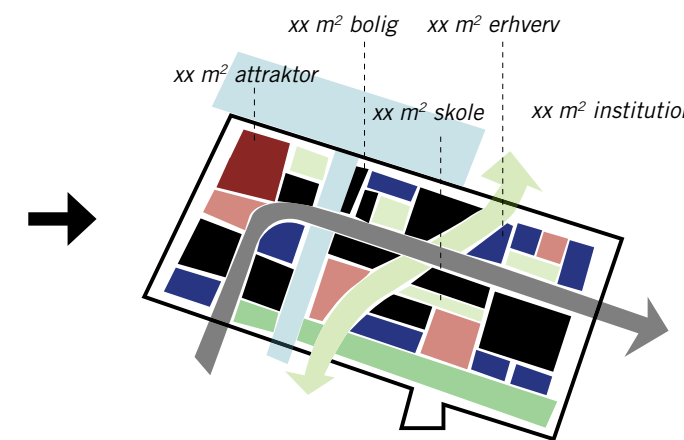 xx m² bolig
xx m² erhverv
xx m² attraktor
xx m² skole
xx m² institution